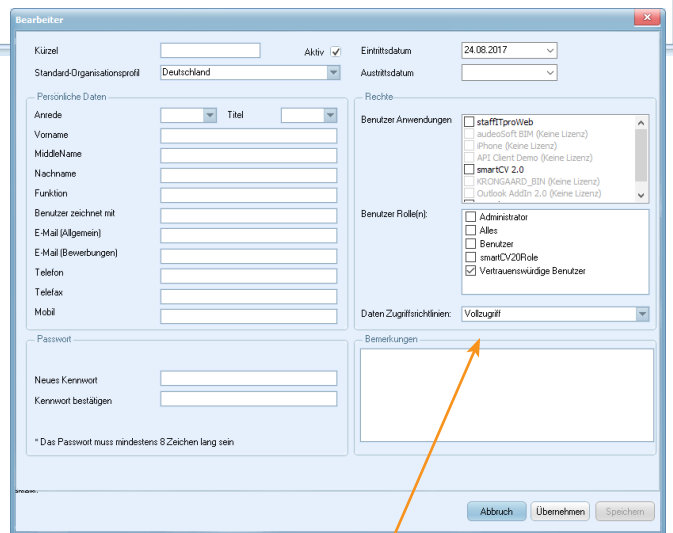 Bearbeiter
Kürzel
Aktiv
Standard-Organisationsprofil Deutschland
Eintrittsdatum 24.08.2017
Austrittsdatum
Persönliche Daten
Anrede Titel
Vorname
MiddleName
Nachname
Funktion
Benutzer zeichnet mit
E-Mail (Allgemein)
E-Mail (Bewerbungen)
Telefon
Telefax
Mobil
Rechte
Benutzer Anwendungen
staffITproWeb
audeoSoft BIM (Keine Lizenz)
iPhone (Keine Lizenz)
API Client Demo (Keine Lizenz)
smartCV 2.0
KRONGAARD_BIN (Keine Lizenz)
Outlook AddIn 2.0 (Keine Lizenz)
Benutzer Rolle(n):
Administrator
Alles
Benutzer
smartCV20Role
Vertrauenswürdige Benutzer
Daten Zugriffsrichtlinien: Vollzugriff
Passwort
Neues Kennwort
Kennwort bestätigen
* Das Passwort muss mindestens 8 Zeichen lang sein
Bemerkungen
Abbruch Übernehmen Speichern